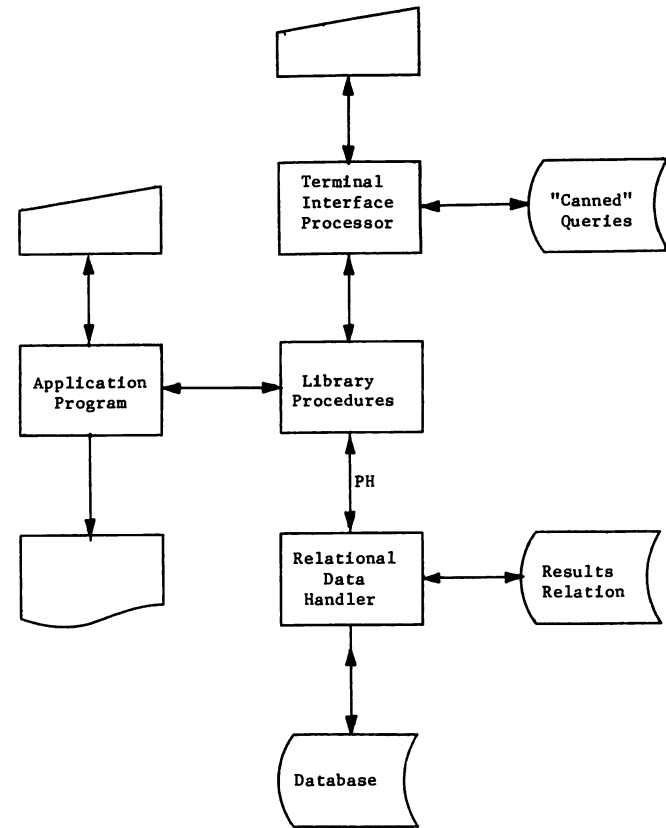 Terminal
Interface
Processor
"Canned"
Queries
Application
Program
Library
Procedures
PH
Relational
Data
Handler
Results
Relation
Database